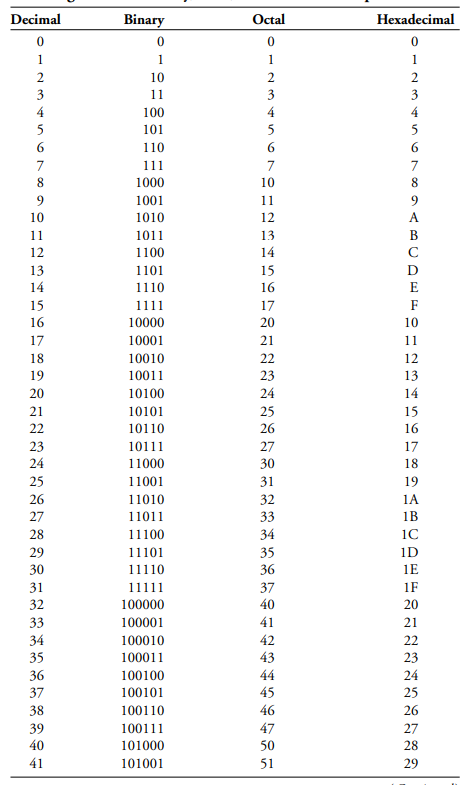 Decimal Binary Octal Hexadecimal
0 0 0 0
1 1 1 1
2 10 2 2
3 11 3 3
4 100 4 4
5 101 5 5
6 110 6 6
7 111 7 7
8 1000 10 8
9 1001 11 9
10 1010 12 A
11 1011 13 B
12 1100 14 C
13 1101 15 D
14 1110 16 E
15 1111 17 F
16 10000 20 10
17 10001 21 11
18 10010 22 12
19 10011 23 13
20 10100 24 14
21 10101 25 15
22 10110 26 16
23 10111 27 17
24 11000 30 18
25 11001 31 19
26 11010 32 1A
27 11011 33 1B
28 11100 34 1C
29 11101 35 1D
30 11110 36 1E
31 11111 37 1F
32 100000 40 20
33 100001 41 21
34 100010 42 22
35 100011 43 23
36 100100 44 24
37 100101 45 25
38 100110 46 26
39 100111 47 27
40 101000 50 28
41 101001 51 29